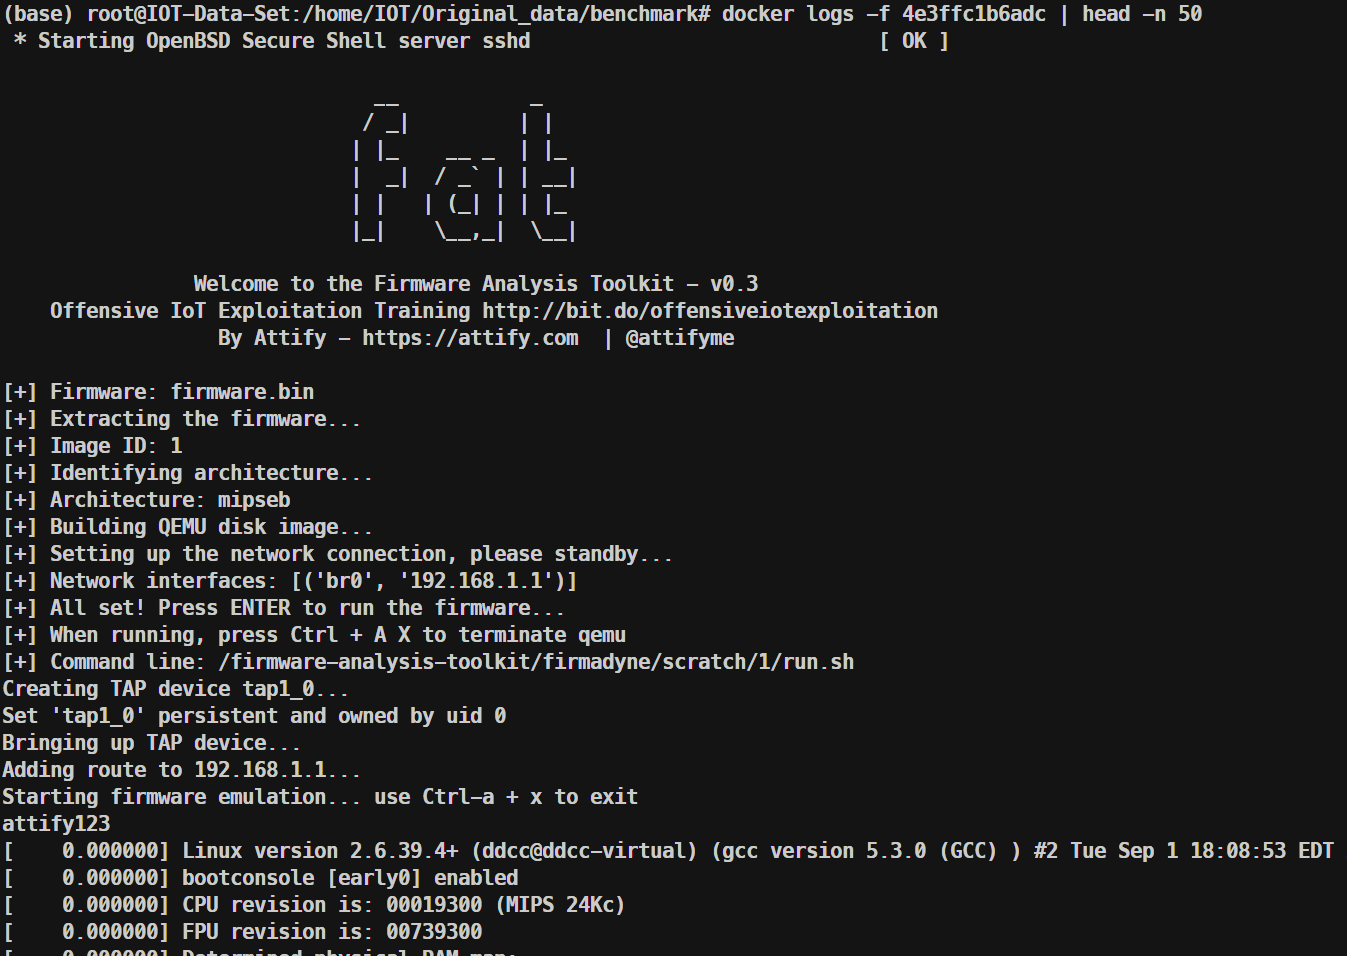 (base) root@IOT-Data-Set:/home/IOT/Original_data/benchmark# docker logs -f 4e3ffc1b6adc | head -n 50
 * Starting OpenBSD Secure Shell server sshd                             [ OK ]
                               __           _
                              / _|         | |
                             | |_    __ _  | |_
                             |  _|  / _` | | __|
                             | |   | (_| | | |_
                             |_|    \__,_|  \__|
                Welcome to the Firmware Analysis Toolkit - v0.3
    Offensive IoT Exploitation Training http://bit.do/offensiveiotexploitation
                  By Attify - https://attify.com  | @attifyme
[+] Firmware: firmware.bin
[+] Extracting the firmware...
[+] Image ID: 1
[+] Identifying architecture...
[+] Architecture: mipseb
[+] Building QEMU disk image...
[+] Setting up the network connection, please standby...
[+] Network interfaces: [('br0', '192.168.1.1')]
[+] All set! Press ENTER to run the firmware...
[+] When running, press Ctrl + A X to terminate qemu
[+] Command line: /firmware-analysis-toolkit/firmadyne/scratch/1/run.sh
Creating TAP device tap1_0...
Set 'tap1_0' persistent and owned by uid 0
Bringing up TAP device...
Adding route to 192.168.1.1...
Starting firmware emulation... use Ctrl-a + x to exit
attify123
[    0.000000] Linux version 2.6.39.4+ (ddcc@ddcc-virtual) (gcc version 5.3.0 (GCC) ) #2 Tue Sep 1 18:08:53 EDT
[    0.000000] bootconsole [early0] enabled
[    0.000000] CPU revision is: 00019300 (MIPS 24Kc)
[    0.000000] FPU revision is: 00739300
[    0.000000] Determined physical RAM map: